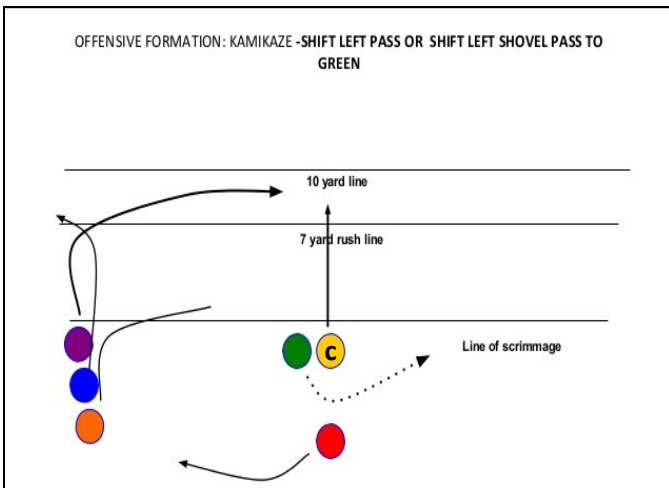 OFFENSIVE FORMATION: KAMIKAZE -SHIFT LEFT PASS OR SHIFT LEFT SHOVEL PASS TO
GREEN
10 yard line
7 yard rush line
Line of scrimmage
C